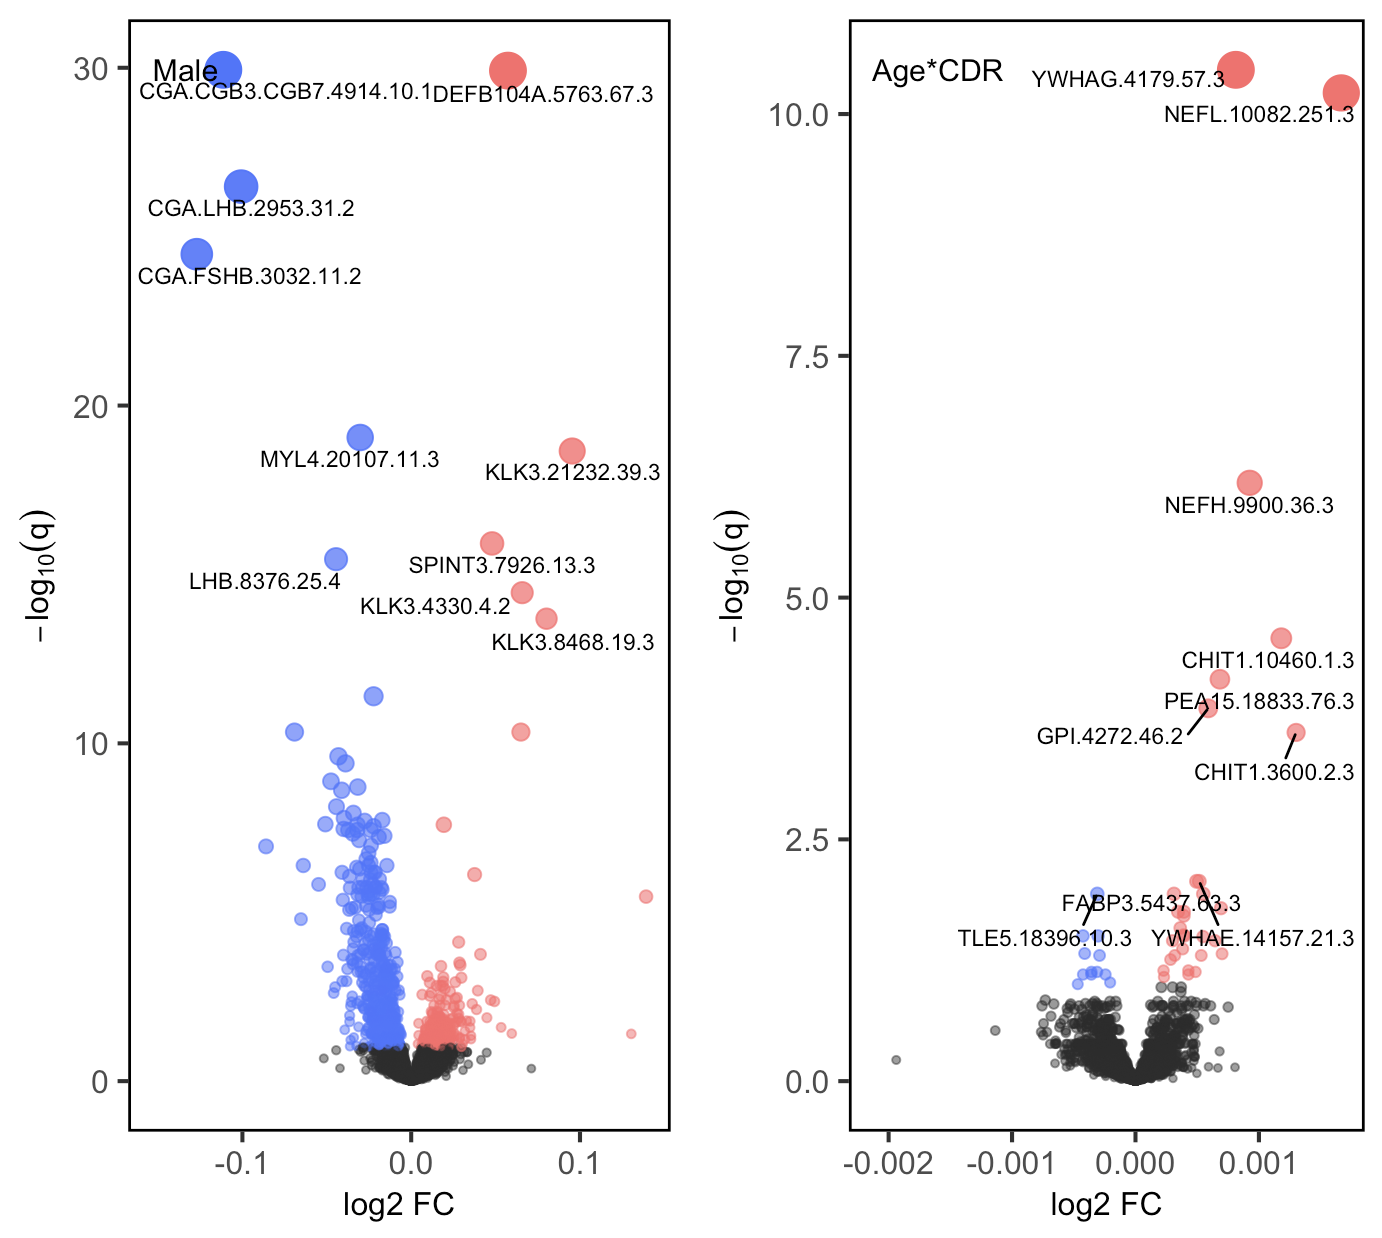 Male
CGA.CGB3.CGB7.4914.10.1
DEFB104A.5763.67.3
CGA.LHB.2953.31.2
CGA.FSHB.3032.11.2
MYL4.20107.11.3
KLK3.21232.39.3
SPINT3.7926.13.3
LHB.8376.25.4
KLK3.4330.4.2
KLK3.8468.19.3
30
20
10
0
−log10(q)
-0.1 0.0 0.1
log2 FC
Age*CDR
YWHAG.4179.57.3
NEFL.10082.251.3
NEFH.9900.36.3
CHIT1.10460.1.3
PEA15.18833.76.3
GPI.4272.46.2
CHIT1.3600.2.3
FABP3.5437.63.3
TLE5.18396.10.3
YWHAE.14157.21.3
10.0
7.5
5.0
2.5
0.0
−log10(q)
-0.002 -0.001 0.000 0.001
log2 FC